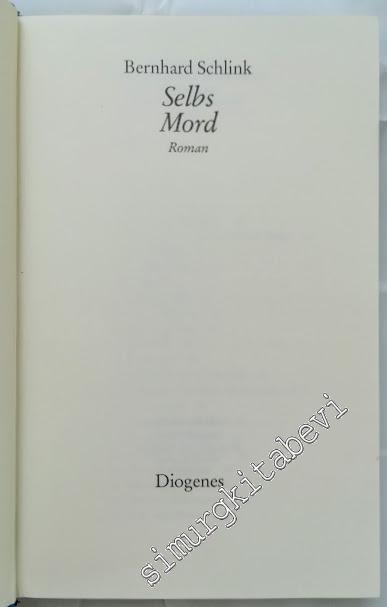 Bernhard Schlink
Selbs
Mord
Roman
Diogenes
simurgkitabevi